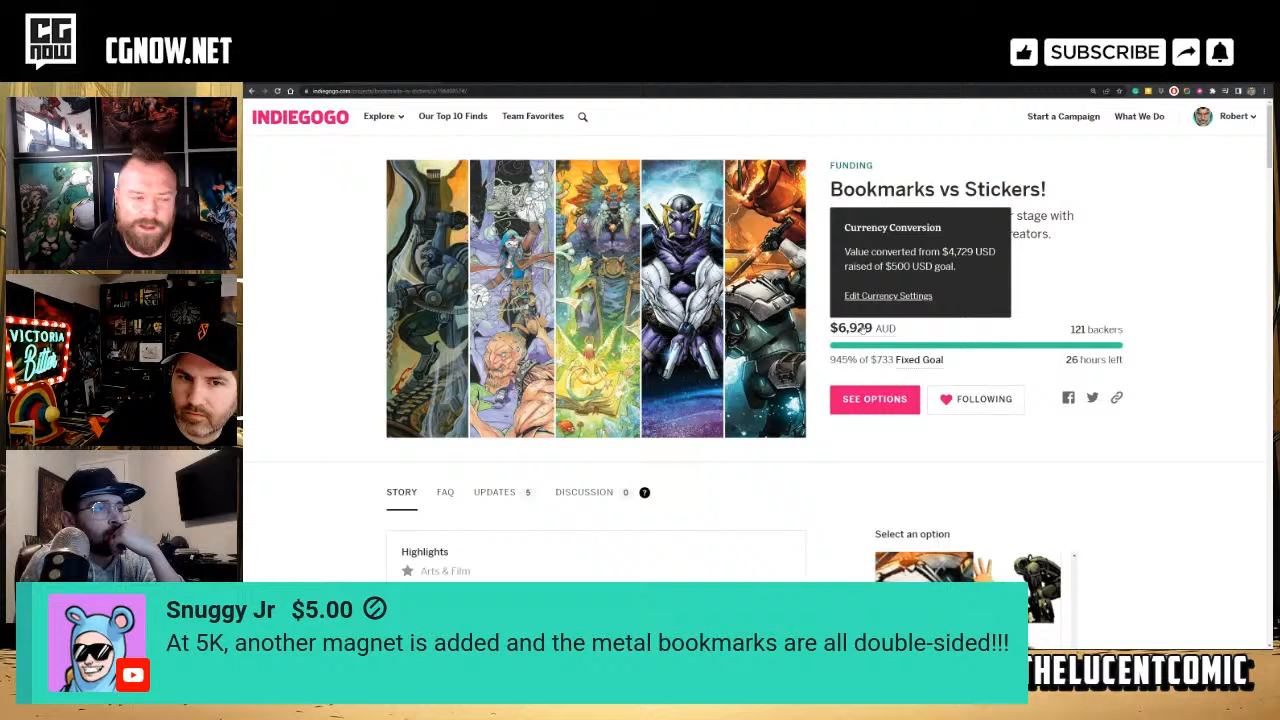 CG
NOW
CGNOW.NET
SUBSCRIBE
INDIEGOGO
Explore
Our Top 10 Finds
Team Favorites
Start a Campaign
What We Do
Robert
FUNDING
Bookmarks vs Stickers!
stage with
Currency Conversion
Value converted from $4,729 USD
raised of $500 USD goal.
Edit Currency Settings
$6,929 AUD
121 backers
945% of $733 Fixed Goal
26 hours left
SEE OPTIONS
FOLLOWING
STORY
FAQ
UPDATES 5
DISCUSSION 0
?
Select an option
Highlights
Arts & Film
VICTORIA
Bitter
Snuggy Jr $5.00
At 5K, another magnet is added and the metal bookmarks are all double-sided!!!
THELUCENTCOMIC